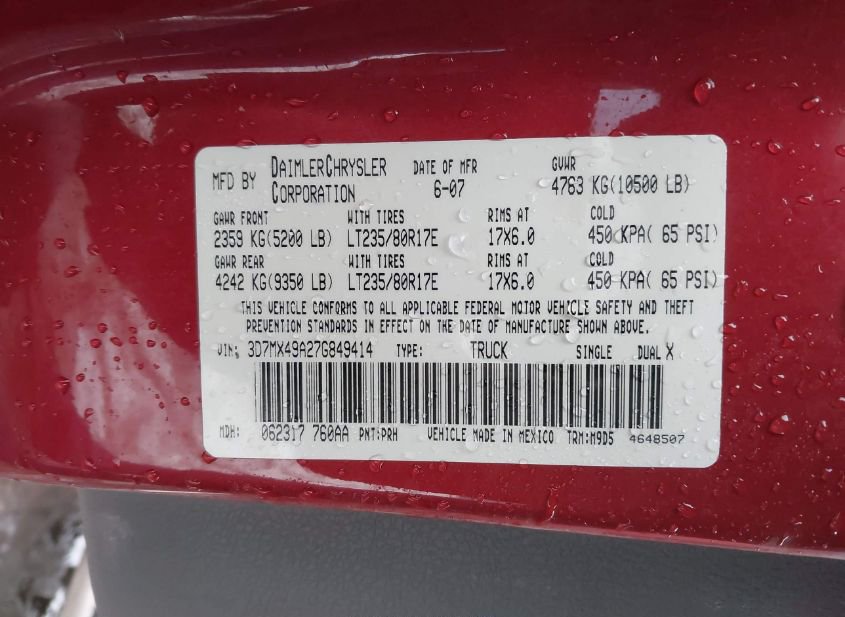 MFD BY DAIMLERCHRYSLER CORPORATION DATE OF MFR 6-07 GVWR 4763 KG(10500 LB)
GAWR FRONT WITH TIRES RIMS AT COLD
2359 KG(5200 LB) LT235/80R17E 17X6.0 450 KPA( 65 PSI)
GAWR REAR WITH TIRES RIMS AT COLD
4242 KG(9350 LB) LT235/80R17E 17X6.0 450 KPA( 65 PSI)
THIS VEHICLE CONFORMS TO ALL APPLICABLE FEDERAL MOTOR VEHICLE SAFETY AND THEFT
PREVENTION STANDARDS IN EFFECT ON THE DATE OF MANUFACTURE SHOWN ABOVE.
VIN: 3D7MX49A27G849414 TYPE: TRUCK SINGLE DUAL X
MDH: 062317 760AA PNT:PRH VEHICLE MADE IN MEXICO TRM:M9D5 4648507